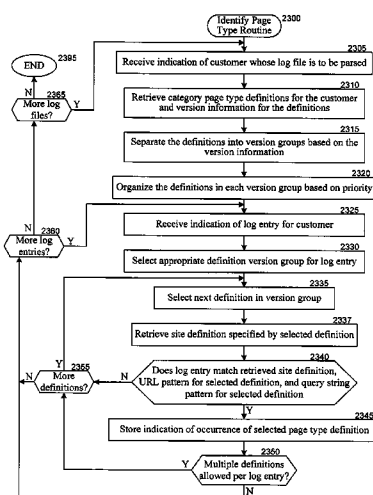 Identify Page
Type Routine
2300
2305
Receive indication of customer whose log file is to be parsed
2310
Retrieve category page type definitions for the customer
and version information for the definitions
2315
Separate the definitions into version groups based on the
version information
2320
Organize the definitions in each version group based on priority
2325
Receive indication of log entry for customer
2330
Select appropriate definition version group for log entry
2335
Select next definition in version group
2337
Retrieve site definition specified by selected definition
2340
Does log entry match retrieved site definition,
URL pattern for selected definition, and query string
pattern for selected definition
Y
N
2345
Store indication of occurrence of selected page type definition
2350
Multiple definitions
allowed per log entry?
Y
N
2355
More
definitions?
Y
N
2360
More log
entries?
N
Y
2365
More log
files?
N
Y
2395
END